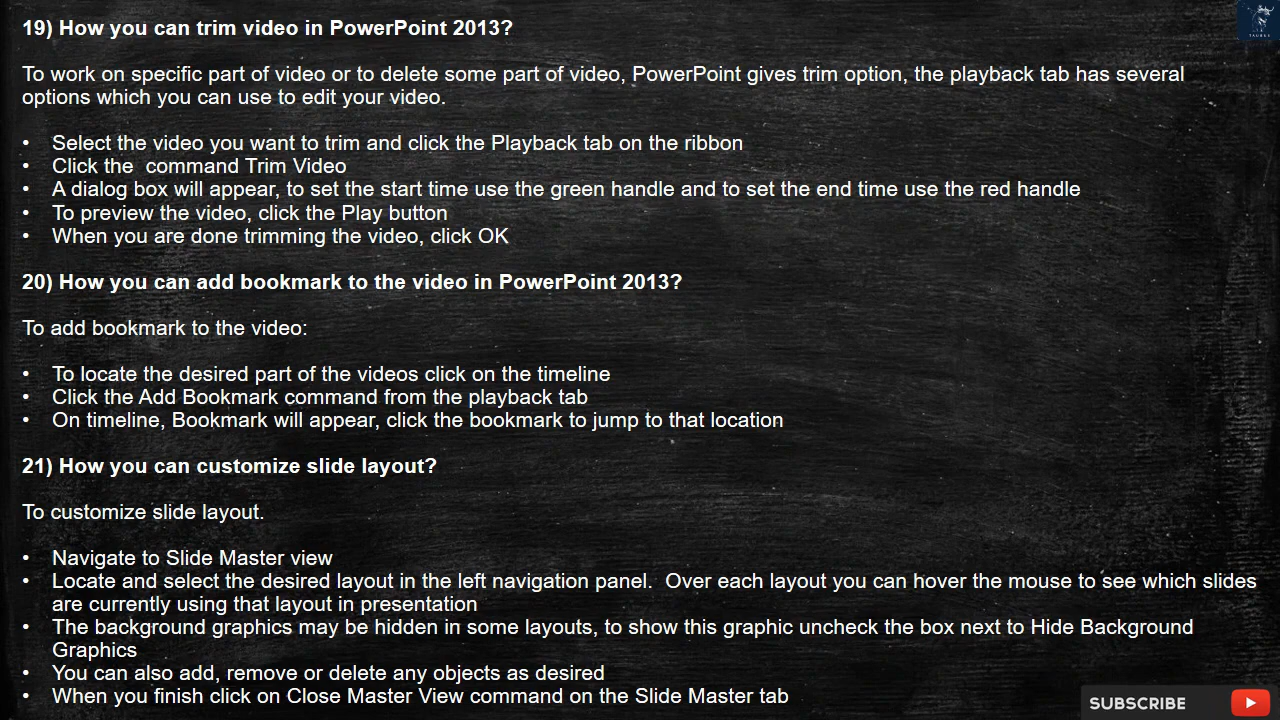 19) How you can trim video in PowerPoint 2013?
To work on specific part of video or to delete some part of video, PowerPoint gives trim option, the playback tab has several
options which you can use to edit your video.
• Select the video you want to trim and click the Playback tab on the ribbon
• Click the  command Trim Video
• A dialog box will appear, to set the start time use the green handle and to set the end time use the red handle
• To preview the video, click the Play button
• When you are done trimming the video, click OK
20) How you can add bookmark to the video in PowerPoint 2013?
To add bookmark to the video:
• To locate the desired part of the videos click on the timeline
• Click the Add Bookmark command from the playback tab
• On timeline, Bookmark will appear, click the bookmark to jump to that location
21) How you can customize slide layout?
To customize slide layout.
• Navigate to Slide Master view
• Locate and select the desired layout in the left navigation panel.  Over each layout you can hover the mouse to see which slides
are currently using that layout in presentation
• The background graphics may be hidden in some layouts, to show this graphic uncheck the box next to Hide Background
Graphics
• You can also add, remove or delete any objects as desired
• When you finish click on Close Master View command on the Slide Master tab
TAURUS
SUBSCRIBE